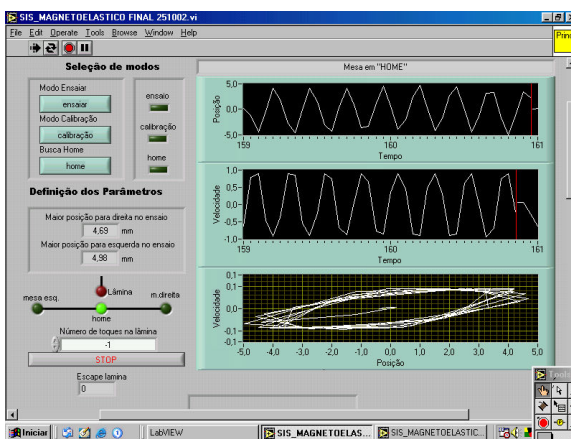 SIS_MAGNETOELASTICO FINAL 251002.vi
File Edit Operate Tools Browse Window Help
Seleção de modos
Modo Ensaiar
ensaiar
Modo Calibração
calibração
Busca Home
home
ensaio
calibração
home
Definição dos Parâmetros
Maior posição para direita no ensaio
4,69 mm
Maior posição para esquerda no ensaio
4,98 mm
Lâmina
mesa esq.
m.direita
home
Número de toques na lâmina
-1
STOP
Escape lamina
0
Mesa em "HOME"
Posição
5,0
0,0
-5,0
159 160 161
Tempo
Velocidade
1,0
0,5
0,0
-0,5
-1,0
159 160 161
Tempo
Velocidade
0,1
0,1
0,0
-0,1
-0,1
-5,0 -4,0 -3,0 -2,0 -1,0 0,0 1,0 2,0 3,0 4,0 5,0
Posição
Iniciar
LabVIEW
SIS_MAGNETOELAS...
SIS_MAGNETOELASTIC...